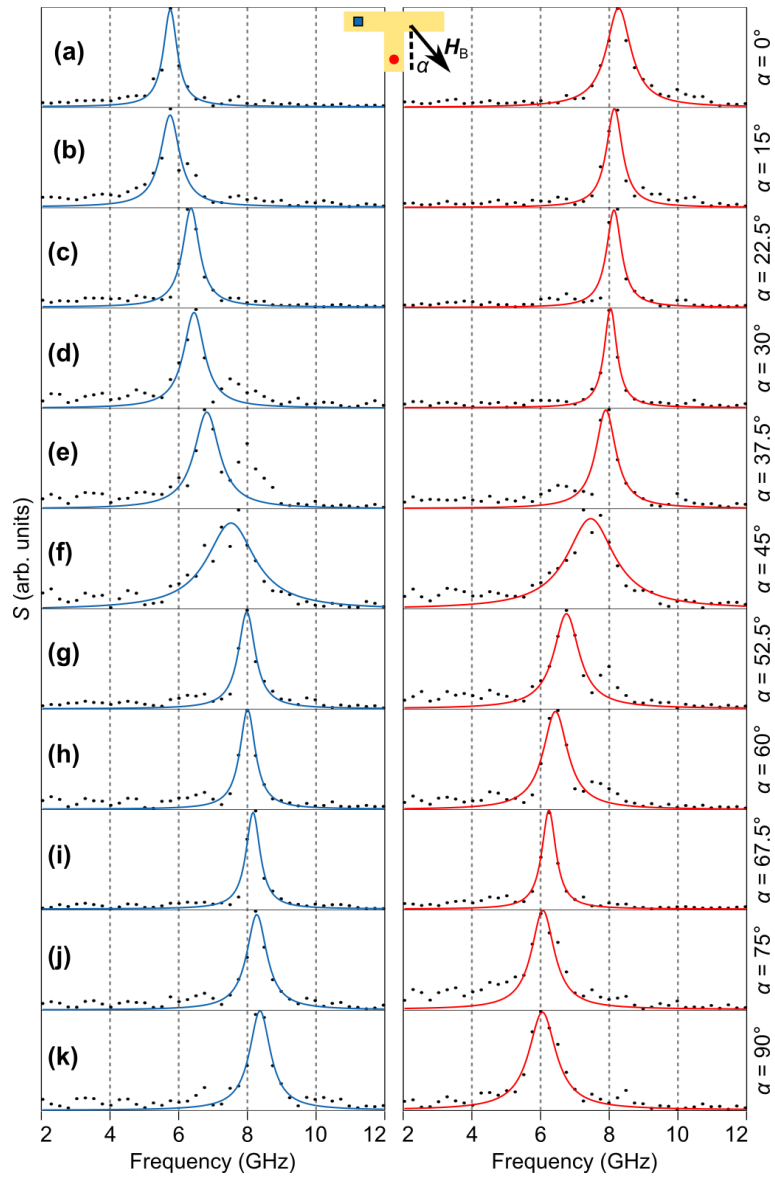 (a)
α
H_B
α = 0°
(b)
α = 15°
(c)
α = 22.5°
(d)
α = 30°
(e)
α = 37.5°
(f)
α = 45°
(g)
α = 52.5°
(h)
α = 60°
(i)
α = 67.5°
(j)
α = 75°
(k)
α = 90°
S (arb. units)
2 4 6 8 10 12 2 4 6 8 10 12
Frequency (GHz) Frequency (GHz)